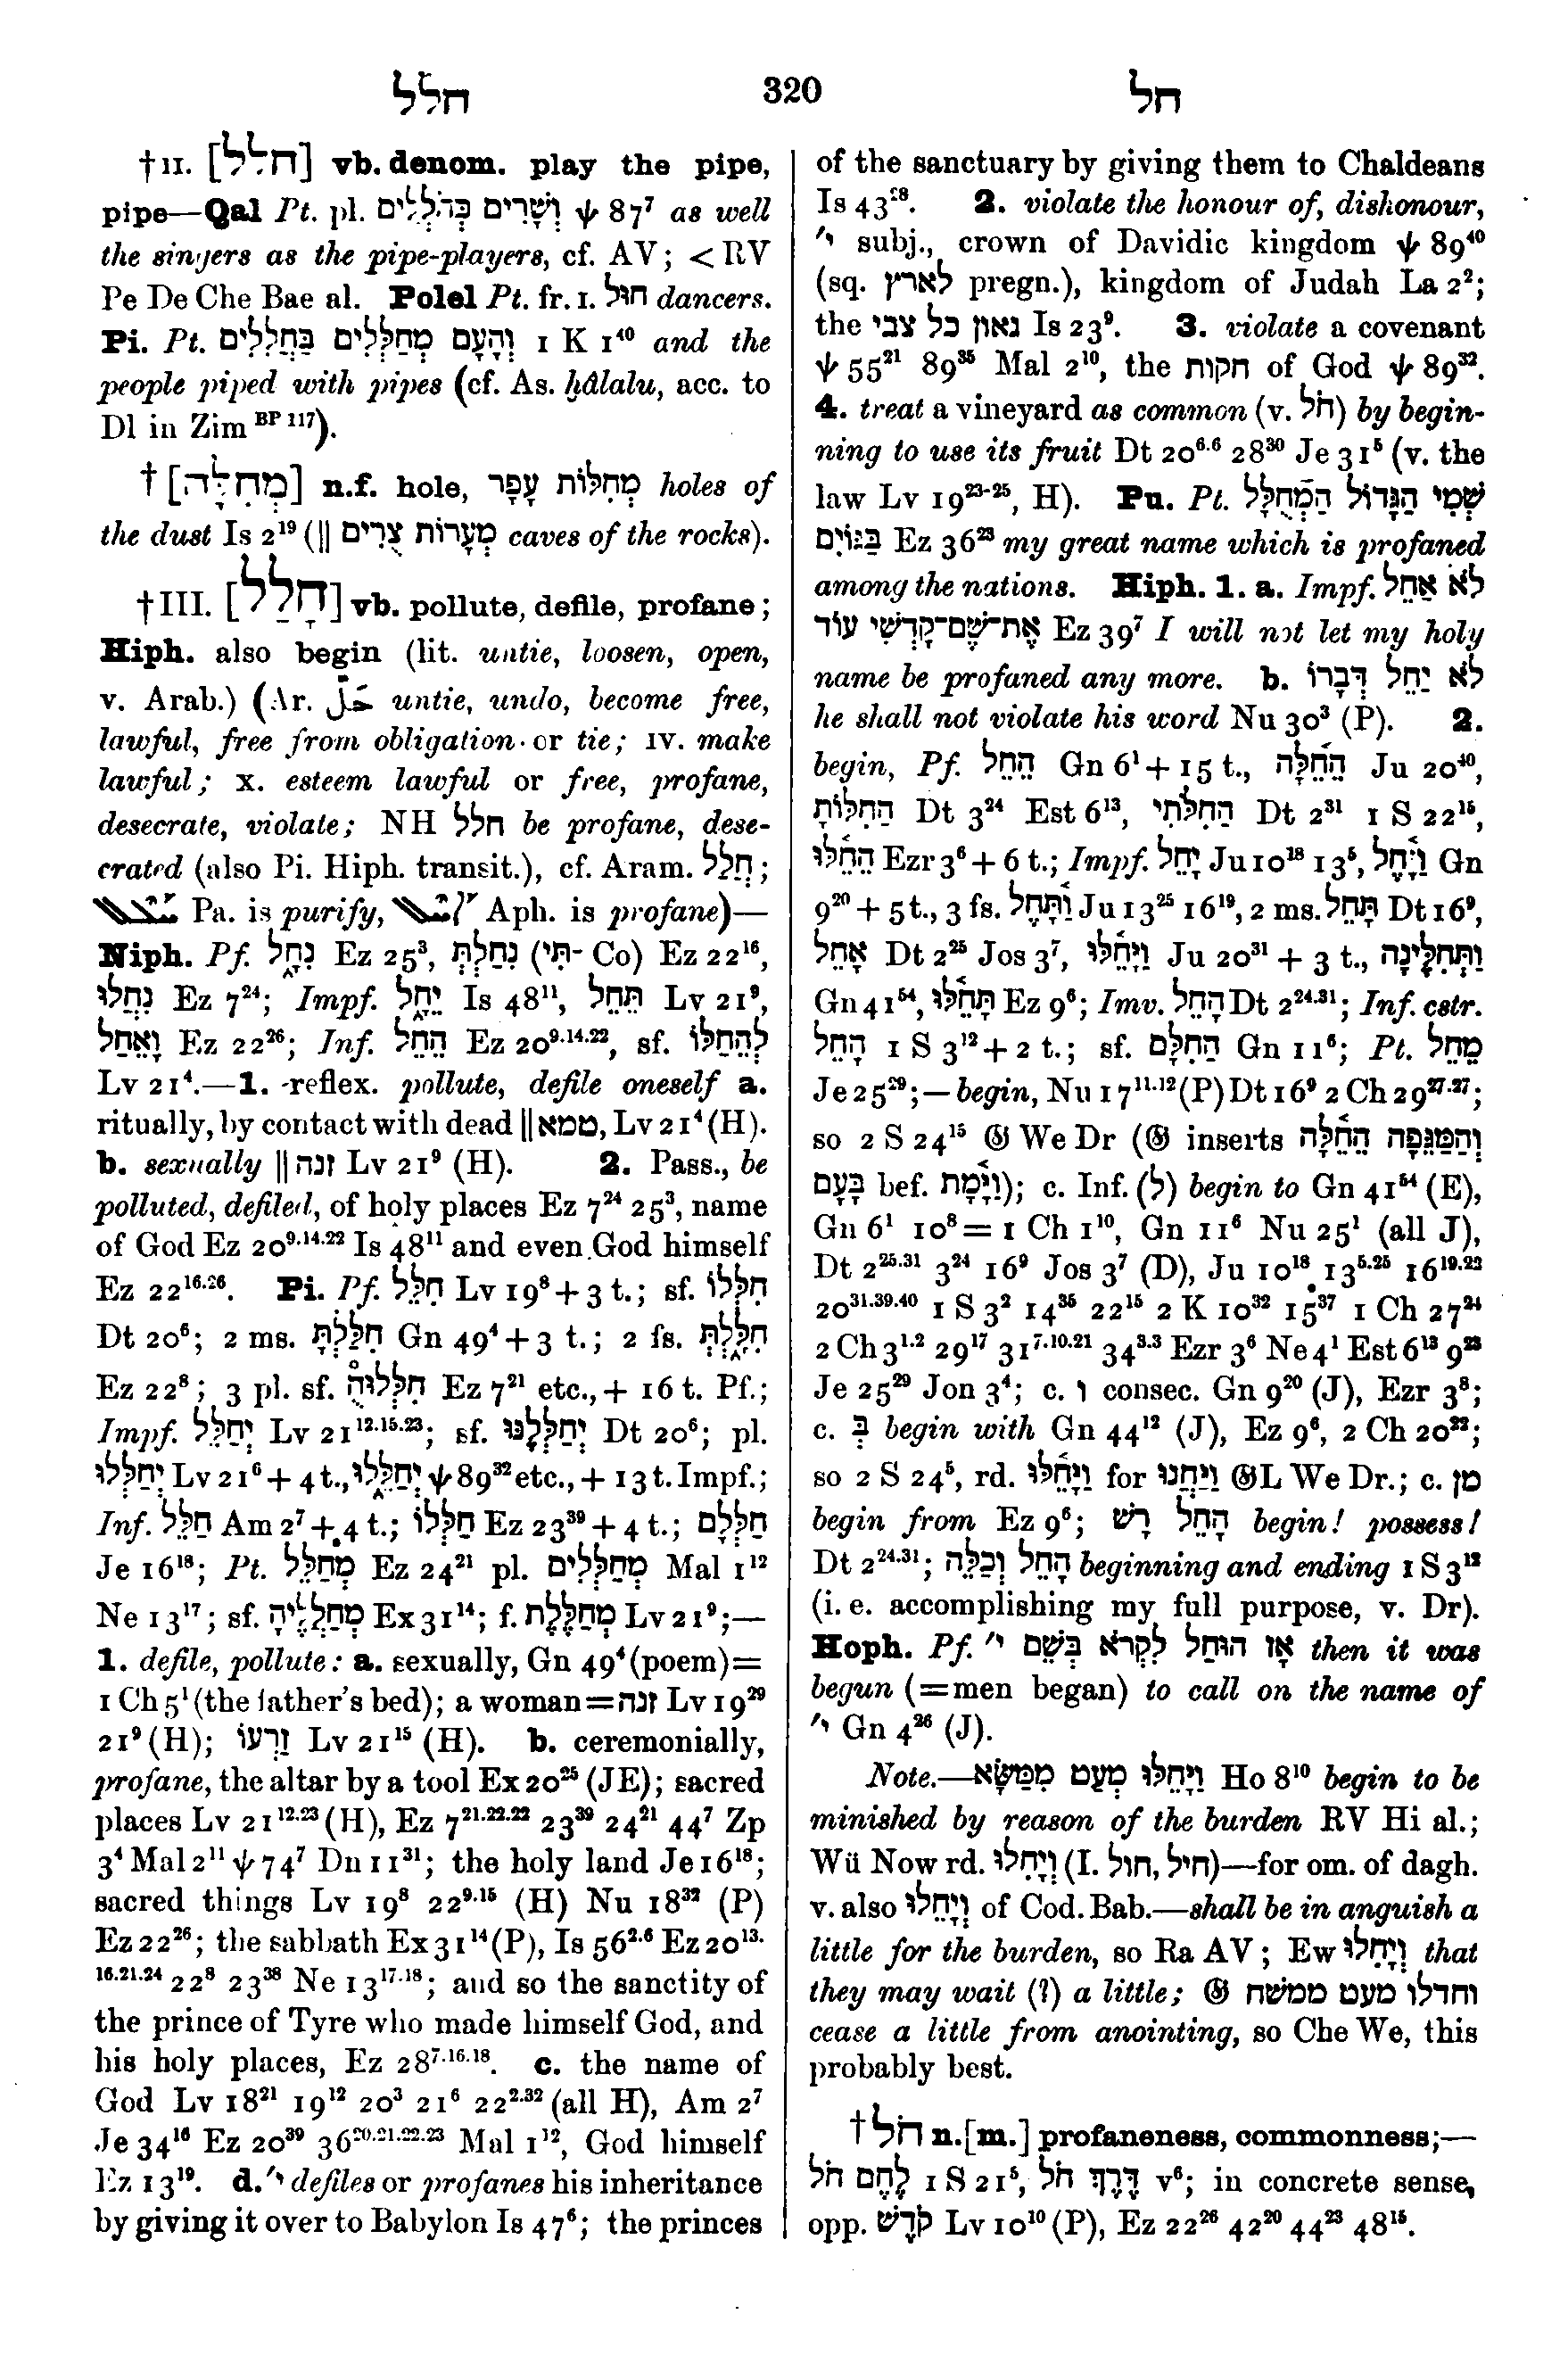 חלל 320 חל
†II. [חלל] vb. denom. play the pipe,
pipe—Qal Pt. pl. וְשָׁרִים כְּחֹלְלִים ψ 87⁷ as well
the singers as the pipe-players, cf. AV; < RV
Pe De Che Bae al. Polel Pt. fr. I. חוּל dancers.
Pi. Pt. וְהָעָם מְחַלְּלִים בַּחֲלִלִים 1 K 1⁴⁰ and the
people piped with pipes (cf. As. ḫâlalu, acc. to
Dl in Zim ᴮᴾ ¹¹⁷).
†[מְחִלָּה] n.f. hole, מְחִלּוֹת עָפָר holes of
the dust Is 2¹⁹ (|| מְעָרוֹת צֻרִים caves of the rocks).
†III. [חָלַל] vb. pollute, defile, profane;
Hiph. also begin (lit. untie, loosen, open,
v. Arab.) (Ar. حَلَّ untie, undo, become free,
lawful, free from obligation or tie; IV. make
lawful; X. esteem lawful or free, profane,
desecrate, violate; NH חלל be profane, dese-
crated (also Pi. Hiph. transit.), cf. Aram. חֲלַל;
Pa. is purify, Aph. is profane)—
Niph. Pf. נִחָ֑ל Ez 25³, נִחַלְתְּ (תִּי- Co) Ez 22¹⁶,
נִחֲלוּ Ez 7²⁴; Impf. יֵחָ֑ל Is 48¹¹, תֵּחֵל Lv 21⁹,
וָאֵחַל Ez 22²⁶; Inf. הֵחֵל Ez 20⁹·¹⁴·²², sf. לְהֵחַלּוֹ
Lv 21⁴.—1. reflex. pollute, defile oneself a.
ritually, by contact with dead || טמא, Lv 21⁴ (H).
b. sexually || זנה Lv 21⁹ (H). 2. Pass., be
polluted, defiled, of holy places Ez 7²⁴ 25³, name
of God Ez 20⁹·¹⁴·²² Is 48¹¹ and even God himself
Ez 22¹⁶·²⁶. Pi. Pf. חִלֵּל Lv 19⁸ + 3 t.; sf. חִלְּלוֹ
Dt 20⁶; 2 ms. חִלַּלְתָּ Gn 49⁴ + 3 t.; 2 fs. חִלָּ֑לְתְּ
Ez 22⁸; 3 pl. sf. חִלְּלוּהָ Ez 7²¹ etc., + 16 t. Pf.;
Impf. יְחַלֵּל Lv 21¹²·¹⁵·²³; sf. יְחַלְּלֶנּוּ Dt 20⁶; pl.
יְחַלְּלוּ Lv 21⁶ + 4 t., יְחַלֵּ֑לוּ ψ 89³² etc., + 13 t. Impf.;
Inf. חַלֵּל Am 2⁷ + 4 t.; חַלְּלוֹ Ez 23³⁹ + 4 t.; חַלְּלָם
Je 16¹⁸; Pt. מְחַלֵּל Ez 24²¹ pl. מְחַלְּלִים Mal 1¹²
Ne 13¹⁷; sf. מְחַלֲלֶיהָ Ex 31¹⁴; f. מְחַלֶּלֶת Lv 21⁹;—
1. defile, pollute: a. sexually, Gn 49⁴ (poem) =
1 Ch 5¹ (the father's bed); a woman = זנה Lv 19²⁹
21⁹ (H); זַרְעוֹ Lv 21¹⁵ (H). b. ceremonially,
profane, the altar by a tool Ex 20²⁵ (JE); sacred
places Lv 21¹²·²³ (H), Ez 7²¹·²²·²² 23³⁹ 24²¹ 44⁷ Zp
3⁴ Mal 2¹¹ ψ 74⁷ Dn 11³¹; the holy land Je 16¹⁸;
sacred things Lv 19⁸ 22⁹·¹⁵ (H) Nu 18³² (P)
Ez 22²⁶; the sabbath Ex 31¹⁴ (P), Is 56²·⁶ Ez 20¹³·
¹⁶·²¹·²⁴ 22⁸ 23³⁸ Ne 13¹⁷·¹⁸; and so the sanctity of
the prince of Tyre who made himself God, and
his holy places, Ez 28⁷·¹⁶·¹⁸. c. the name of
God Lv 18²¹ 19¹² 20³ 21⁶ 22²·³² (all H), Am 2⁷
Je 34¹⁶ Ez 20³⁹ 36²⁰·²¹·²²·²³ Mal 1¹², God himself
Ez 13¹⁹. d. י׳ defiles or profanes his inheritance
by giving it over to Babylon Is 47⁶; the princes
of the sanctuary by giving them to Chaldeans
Is 43²⁸. 2. violate the honour of, dishonour,
י׳ subj., crown of Davidic kingdom ψ 89⁴⁰
(sq. לארץ pregn.), kingdom of Judah La 2²;
the גאון כל צבי Is 23⁹. 3. violate a covenant
ψ 55²¹ 89³⁵ Mal 2¹⁰, the חקות of God ψ 89³².
4. treat a vineyard as common (v. חֹל) by begin-
ning to use its fruit Dt 20⁶·⁶ 28³⁰ Je 31⁵ (v. the
law Lv 19²³⁻²⁵, H). Pu. Pt. שְׁמִי הַגָּדוֹל הַמְחֻלָּל
בַּגּוֹיִם Ez 36²³ my great name which is profaned
among the nations. Hiph. 1. a. Impf. לֹא אַחֵל
אֶת־שֵׁם־קָדְשִׁי עוֹד Ez 39⁷ I will not let my holy
name be profaned any more. b. לֹא יַחֵל דְּבָרוֹ
he shall not violate his word Nu 30³ (P). 2.
begin, Pf. הֵחֵל Gn 6¹ + 15 t., הֵחֵ֫לָּה Ju 20⁴⁰,
הַחִלּוֹתָ Dt 3²⁴ Est 6¹³, הַחִלֹּתִי Dt 2³¹ 1 S 22¹⁵,
הֵחֵ֫לּוּ Ezr 3⁶ + 6 t.; Impf. יָחֵל Ju 10¹⁸ 13⁵, וַיָּ֫חֶל Gn
9²⁰ + 5 t., 3 fs. וַתָּ֫חֶל Ju 13²⁵ 16¹⁹, 2 ms. תָּחֵל Dt 16⁹,
אָחֵל Dt 2²⁵ Jos 3⁷, וַיָּחֵ֫לּוּ Ju 20³¹ + 3 t., וַתְּחִלֶּינָה
Gn 41⁵⁴, תָּחֵ֫לּוּ Ez 9⁶; Imv. הָחֵל Dt 2²⁴·³¹; Inf. cstr.
הָחֵל 1 S 3¹² + 2 t.; sf. הַחִלָּם Gn 11⁶; Pt. מֵחֵל
Je 25²⁹;—begin, Nu 17¹¹·¹² (P) Dt 16⁹ 2 Ch 29²⁷·²⁷;
so 2 S 24¹⁵ 𝔊 We Dr (𝔊 inserts וְהַמַּגֵּפָה הֵחֵ֫לָּה
בָּעָם bef. וַיָּ֫מָת); c. Inf. (לְ) begin to Gn 41⁵⁴ (E),
Gn 6¹ 10⁸ = 1 Ch 1¹⁰, Gn 11⁶ Nu 25¹ (all J),
Dt 2²⁵·³¹ 3²⁴ 16⁹ Jos 3⁷ (D), Ju 10¹⁸ 13⁵·²⁵ 16¹⁹·²²
20³¹·³⁹·⁴⁰ 1 S 3² 14³⁵ 22¹⁵ 2 K 10³² 15³⁷ 1 Ch 27²⁴
2 Ch 3¹·² 29¹⁷ 31⁷·¹⁰·²¹ 34³·³ Ezr 3⁶ Ne 4¹ Est 6¹³ 9²³
Je 25²⁹ Jon 3⁴; c. ו consec. Gn 9²⁰ (J), Ezr 3⁸;
c. בְּ begin with Gn 44¹² (J), Ez 9⁶, 2 Ch 20²²;
so 2 S 24⁵, rd. וַיָּחֵ֫לּוּ for וַיַּחֲנוּ 𝔊L We Dr.; c. מן
begin from Ez 9⁶; הָחֵל רָשׁ begin! possess!
Dt 2²⁴·³¹; הָחֵל וְכַלֵּה beginning and ending 1 S 3¹²
(i. e. accomplishing my full purpose, v. Dr).
Hoph. Pf. אָז הוּחַל לִקְרֹא בְּשֵׁם י׳ then it was
begun (=men began) to call on the name of
י׳ Gn 4²⁶ (J).
Note.—וַיָּחֵלּוּ מְעָט מִמַּשָּׂא Ho 8¹⁰ begin to be
minished by reason of the burden RV Hi al.;
Wü Now rd. וְיָחִלוּ (I. חול, חיל)—for om. of dagh.
v. also וְיָחֵלוּ of Cod. Bab.—shall be in anguish a
little for the burden, so Ra AV; Ew וְיָחִלוּ that
they may wait (?) a little; 𝔊 וחדלו מעט ממשח
cease a little from anointing, so Che We, this
probably best.
†חֹל n.[m.] profaneness, commonness;—
לֶחֶם חֹל 1 S 21⁵, דֶּרֶךְ חֹל v⁶; in concrete sense,
opp. קֹדֶשׁ Lv 10¹⁰ (P), Ez 22²⁶ 42²⁰ 44²³ 48¹⁵.